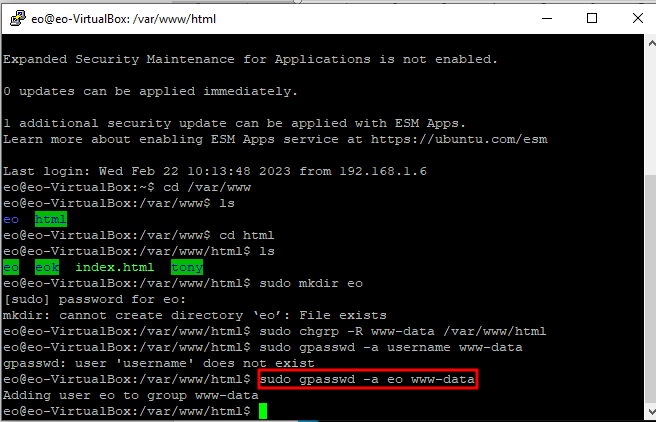 eo@eo-VirtualBox: /var/www/html
Expanded Security Maintenance for Applications is not enabled.
0 updates can be applied immediately.
1 additional security update can be applied with ESM Apps.
Learn more about enabling ESM Apps service at https://ubuntu.com/esm
Last login: Wed Feb 22 10:13:48 2023 from 192.168.1.6
eo@eo-VirtualBox:~$ cd /var/www
eo@eo-VirtualBox:/var/www$ ls
eo  html
eo@eo-VirtualBox:/var/www$ cd html
eo@eo-VirtualBox:/var/www/html$ ls
eo  eok  index.html  tony
eo@eo-VirtualBox:/var/www/html$ sudo mkdir eo
[sudo] password for eo:
mkdir: cannot create directory ‘eo’: File exists
eo@eo-VirtualBox:/var/www/html$ sudo chgrp -R www-data /var/www/html
eo@eo-VirtualBox:/var/www/html$ sudo gpasswd -a username www-data
gpasswd: user 'username' does not exist
eo@eo-VirtualBox:/var/www/html$ sudo gpasswd -a eo www-data
Adding user eo to group www-data
eo@eo-VirtualBox:/var/www/html$